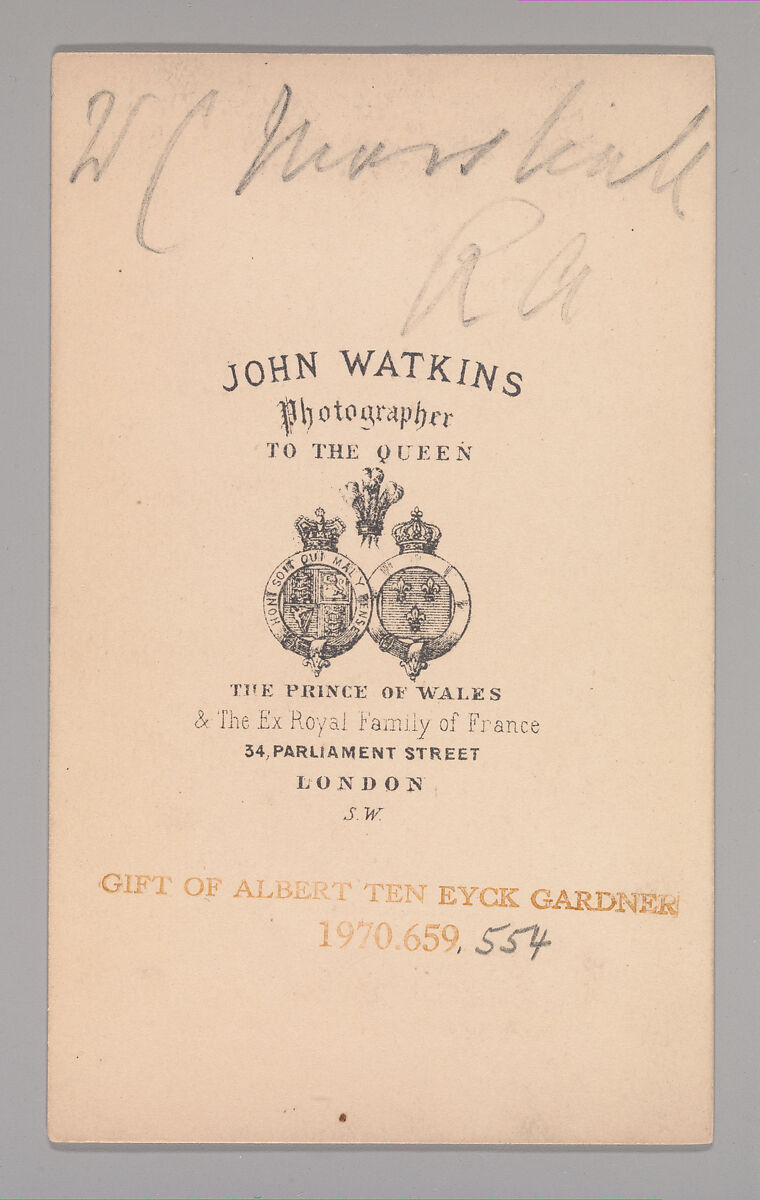 W C Marshall
R A
JOHN WATKINS
Photographer
TO THE QUEEN
HONI SOIT QUI MAL Y PENSE
THE PRINCE OF WALES
& The Ex Royal Family of France
34, PARLIAMENT STREET
LONDON
S.W.
GIFT OF ALBERT TEN EYCK GARDNER
1970.659.554